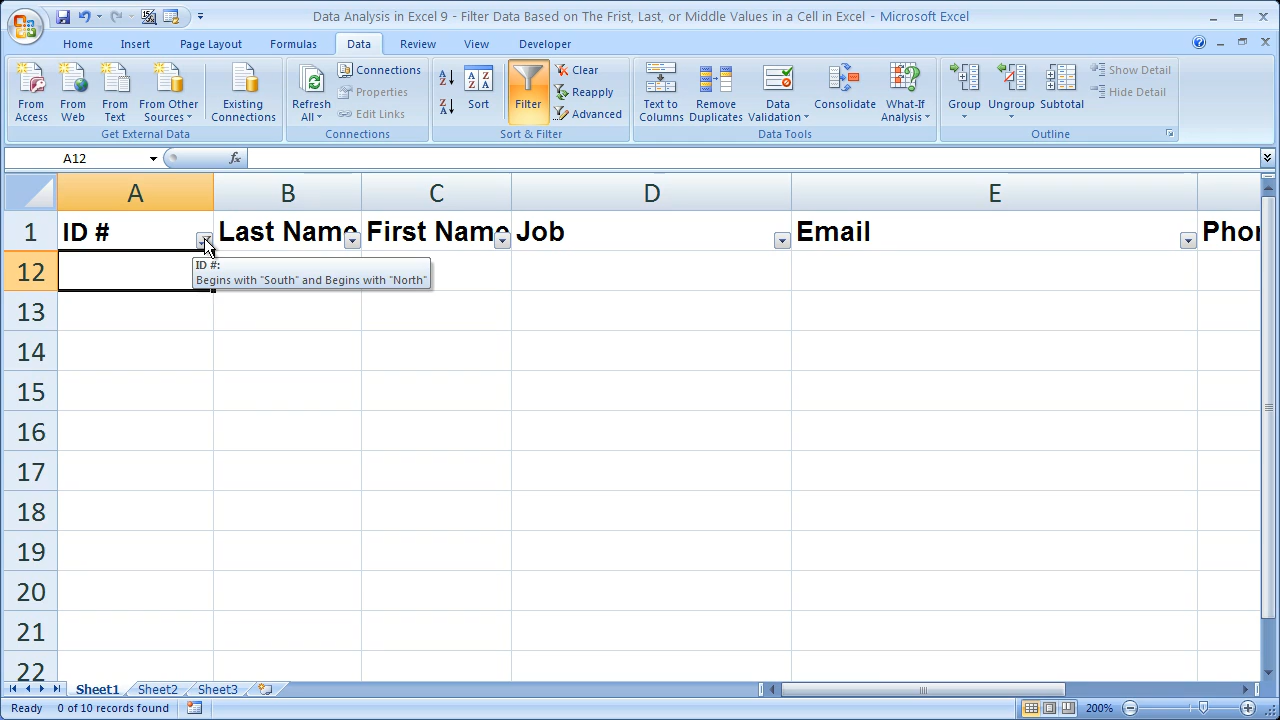 Data Analysis in Excel 9 - Filter Data Based on The Frist, Last, or Middle Values in a Cell in Excel - Microsoft Excel
Home Insert Page Layout Formulas Data Review View Developer
From Access
From Web
From Text
From Other Sources
Existing Connections
Get External Data
Refresh All
Connections
Properties
Edit Links
Connections
Sort
Filter
Clear
Reapply
Advanced
Sort & Filter
Text to Columns
Remove Duplicates
Data Validation
Consolidate
What-If Analysis
Data Tools
Group
Ungroup
Subtotal
Show Detail
Hide Detail
Outline
A12 fx
A B C D E
1 ID # Last Name First Name Job Email Phon
12
ID #:
Begins with "South" and Begins with "North"
13
14
15
16
17
18
19
20
21
22
Sheet1 Sheet2 Sheet3
Ready 0 of 10 records found 200%